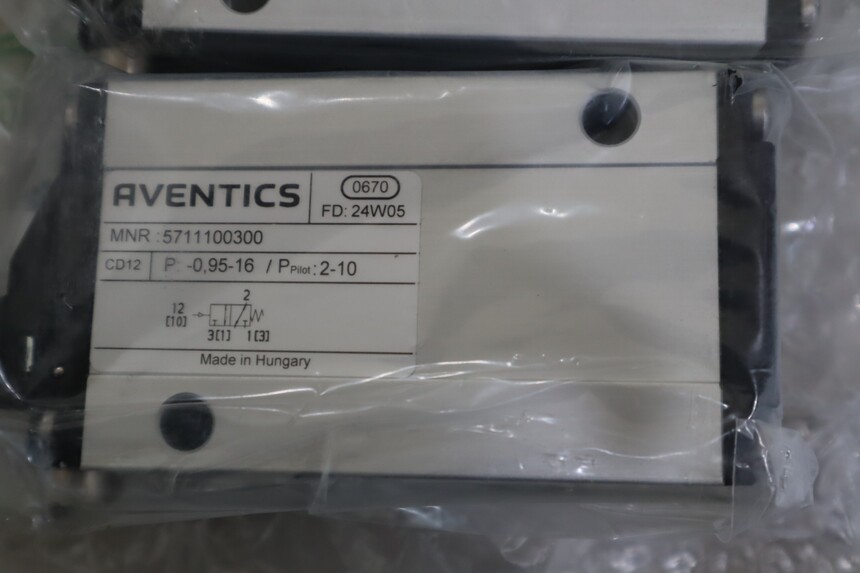 AVENTICS
0670
FD: 24W05
MNR : 5711100300
CD12 P: -0,95-16 / PPilot: 2-10
2
12
[10]
3[1] 1[3]
Made in Hungary